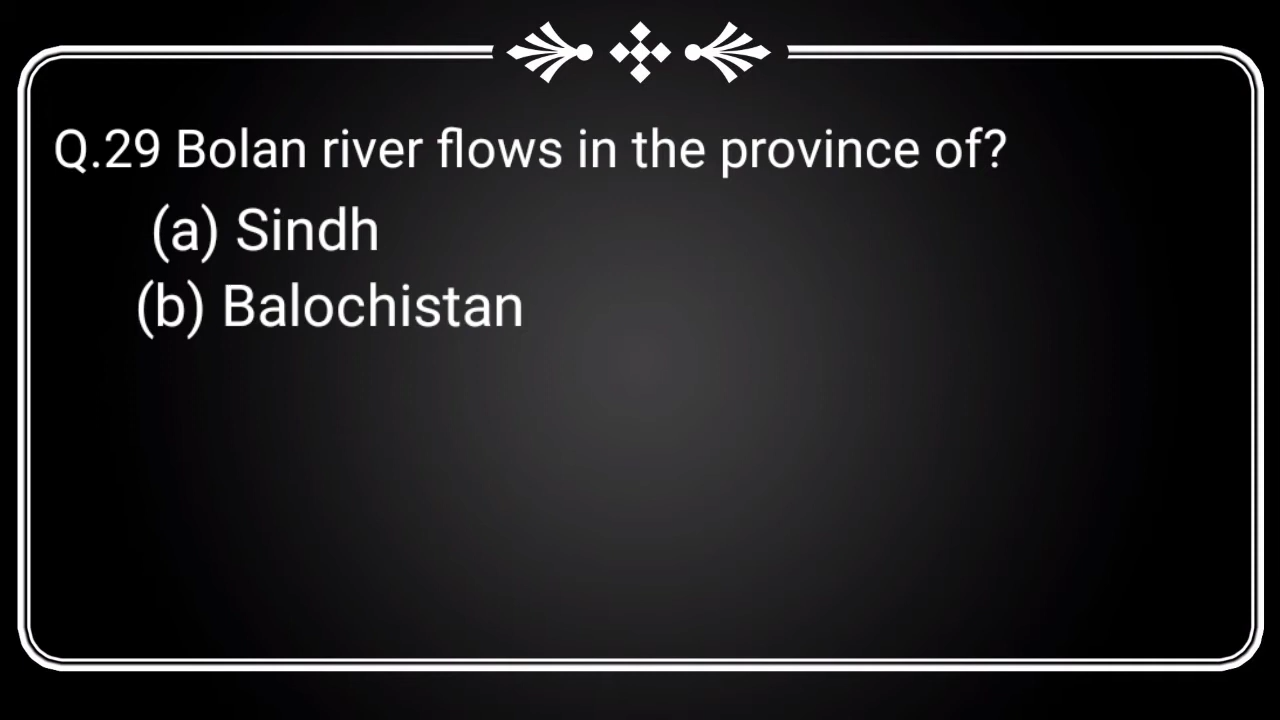 Q.29 Bolan river flows in the province of?
(a) Sindh
(b) Balochistan